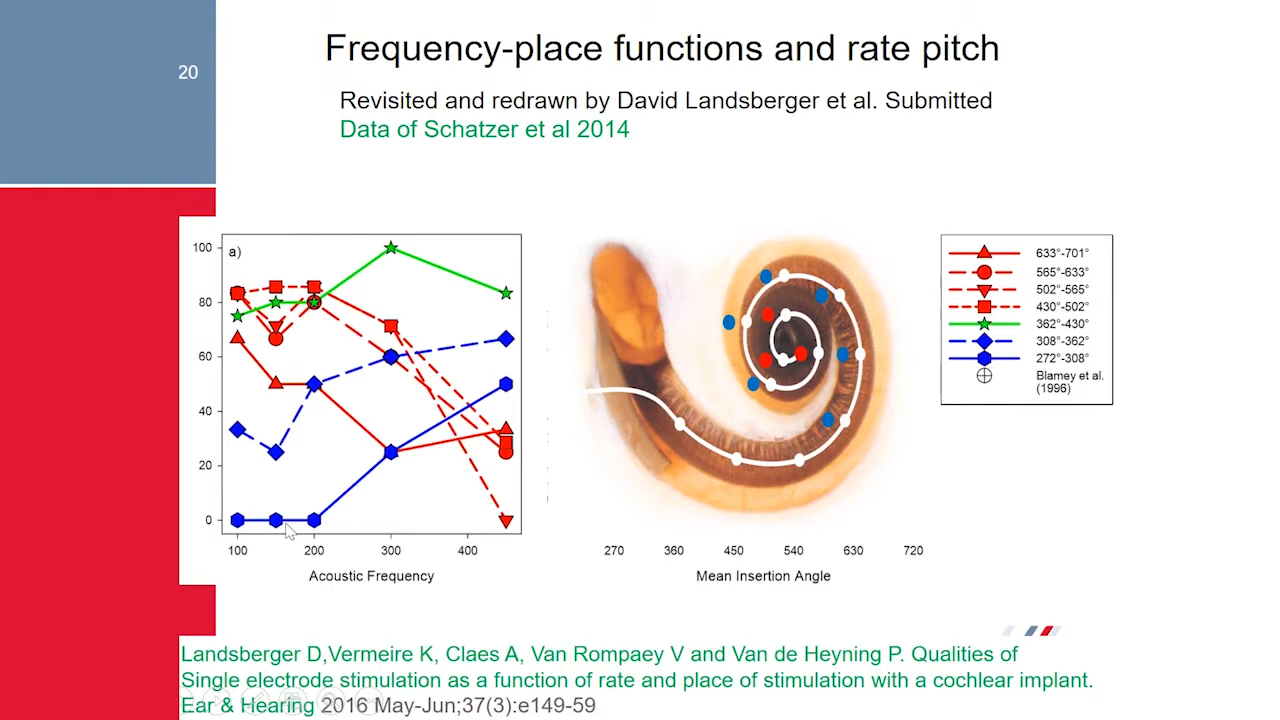 20
Frequency-place functions and rate pitch
Revisited and redrawn by David Landsberger et al. Submitted
Data of Schatzer et al 2014
a)
100
80
60
40
20
0
100 200 300 400
Acoustic Frequency
270 360 450 540 630 720
Mean Insertion Angle
633°-701°
565°-633°
502°-565°
430°-502°
362°-430°
308°-362°
272°-308°
Blamey et al.
(1996)
Landsberger D,Vermeire K, Claes A, Van Rompaey V and Van de Heyning P. Qualities of
Single electrode stimulation as a function of rate and place of stimulation with a cochlear implant.
Ear & Hearing 2016 May-Jun;37(3):e149-59